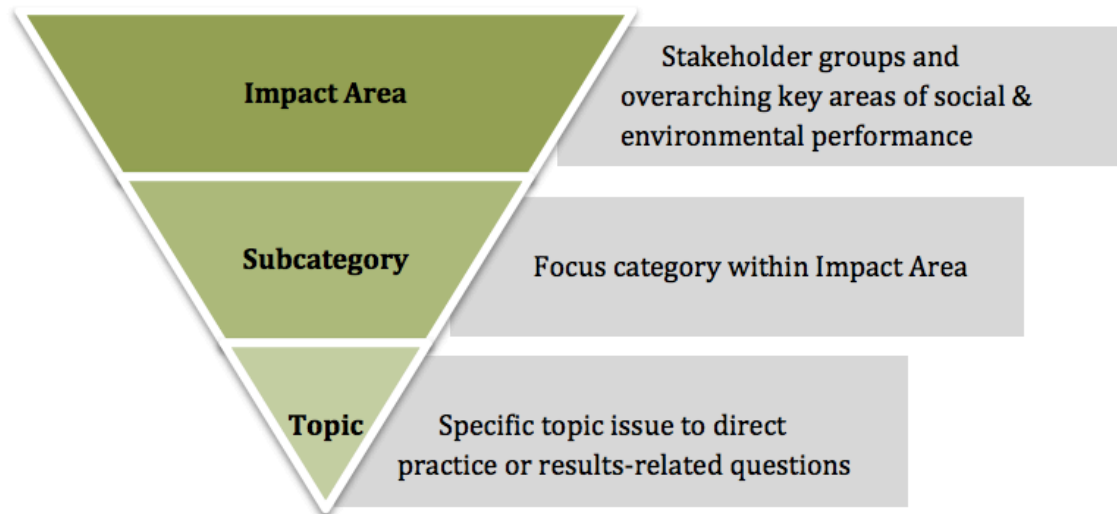 Impact Area
Stakeholder groups and
overarching key areas of social &
environmental performance
Subcategory
Focus category within Impact Area
Topic
Specific topic issue to direct
practice or results-related questions